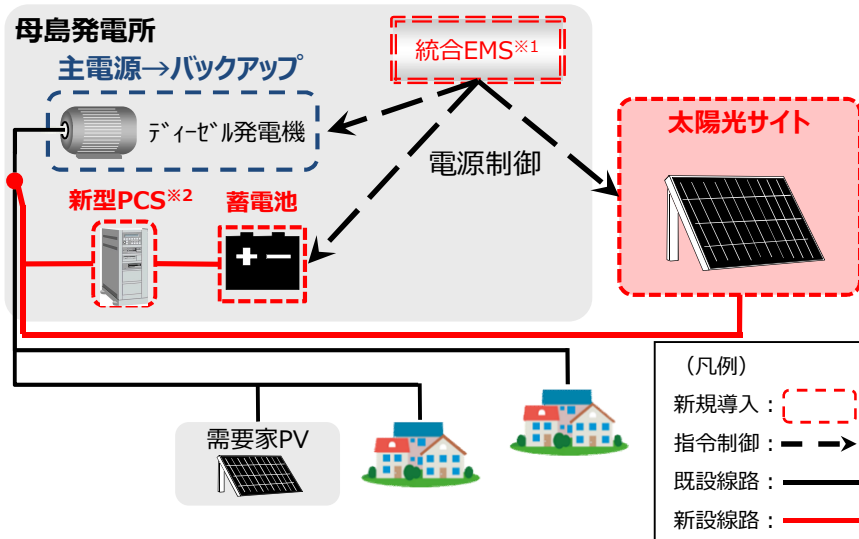 母島発電所
統合EMS※1
主電源→バックアップ
ﾃﾞｨｰｾﾞﾙ発電機
太陽光サイト
電源制御
新型PCS※2
蓄電池
需要家PV
(凡例)
新規導入：
指令制御：
既設線路：
新設線路：